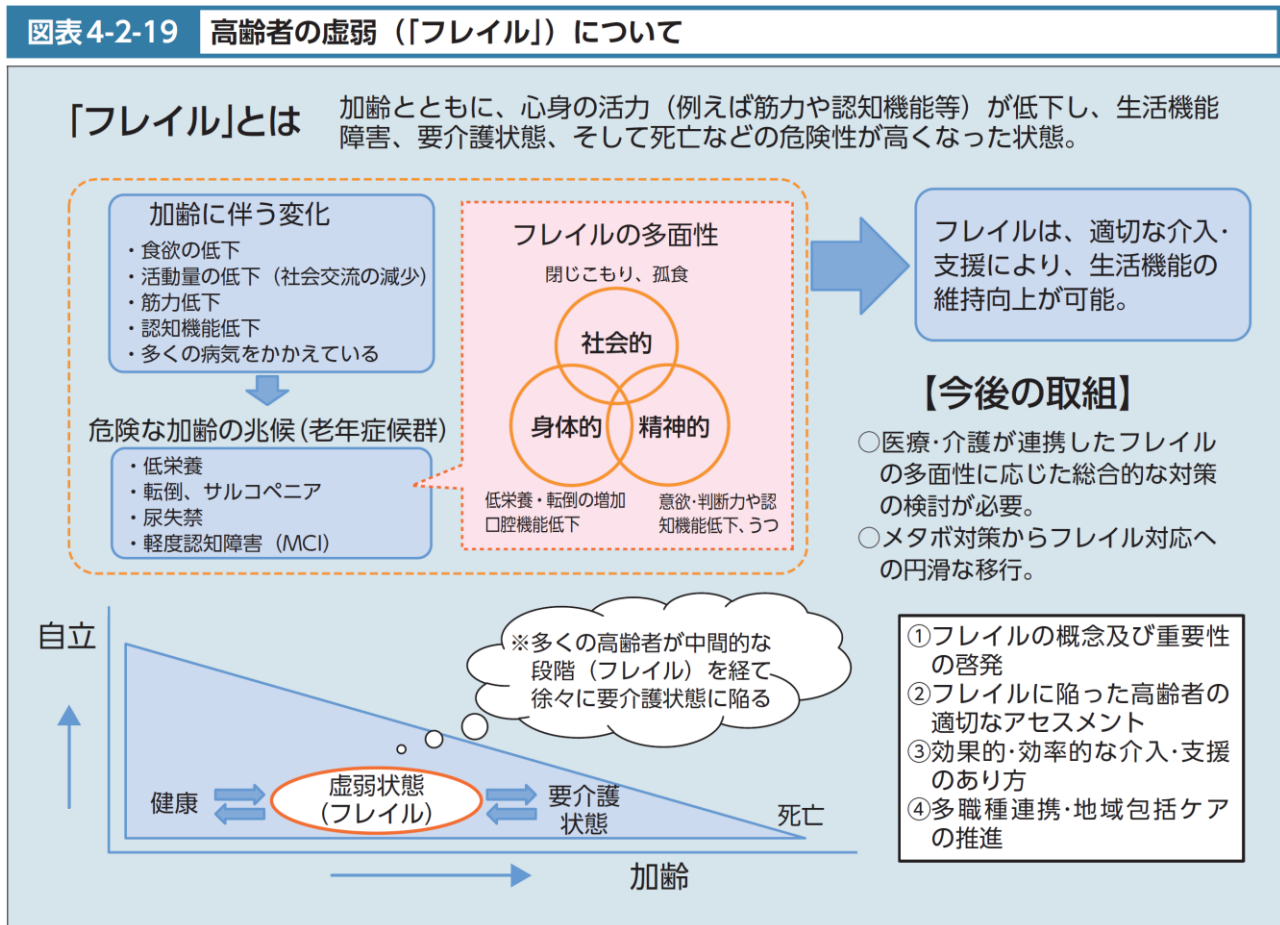 図表4-2-19 高齢者の虚弱（「フレイル」）について
「フレイル」とは
加齢とともに、心身の活力（例えば筋力や認知機能等）が低下し、生活機能
障害、要介護状態、そして死亡などの危険性が高くなった状態。
加齢に伴う変化
・食欲の低下
・活動量の低下（社会交流の減少）
・筋力低下
・認知機能低下
・多くの病気をかかえている
危険な加齢の兆候（老年症候群）
・低栄養
・転倒、サルコペニア
・尿失禁
・軽度認知障害（MCI）
フレイルの多面性
閉じこもり、孤食
社会的
身体的
精神的
低栄養・転倒の増加
口腔機能低下
意欲・判断力や認
知機能低下、うつ
フレイルは、適切な介入・
支援により、生活機能の
維持向上が可能。
【今後の取組】
○医療・介護が連携したフレイル
の多面性に応じた総合的な対策
の検討が必要。
○メタボ対策からフレイル対応へ
の円滑な移行。
①フレイルの概念及び重要性
の啓発
②フレイルに陥った高齢者の
適切なアセスメント
③効果的・効率的な介入・支援
のあり方
④多職種連携・地域包括ケア
の推進
自立
※多くの高齢者が中間的な
段階（フレイル）を経て
徐々に要介護状態に陥る
健康
虚弱状態
（フレイル）
要介護
状態
死亡
加齢